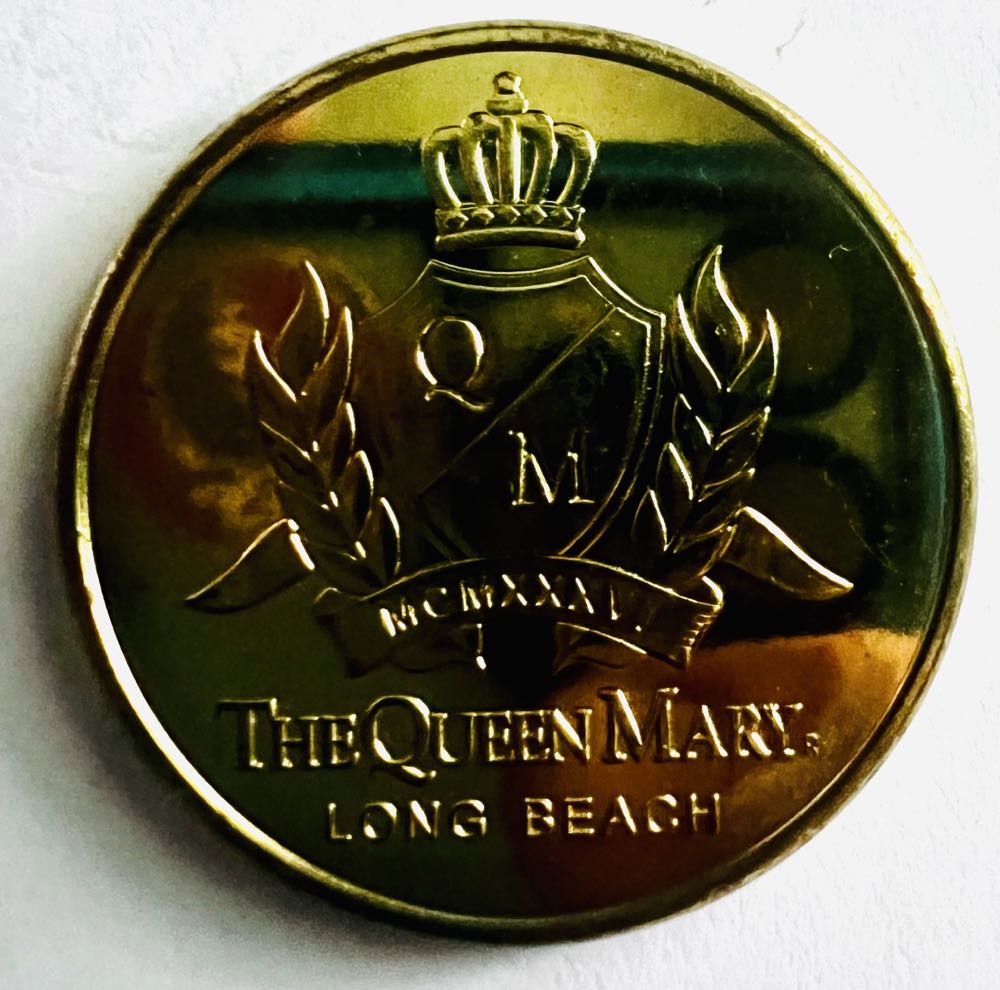 Q
M
MCMXXXVI
THE QUEEN MARY®
LONG BEACH